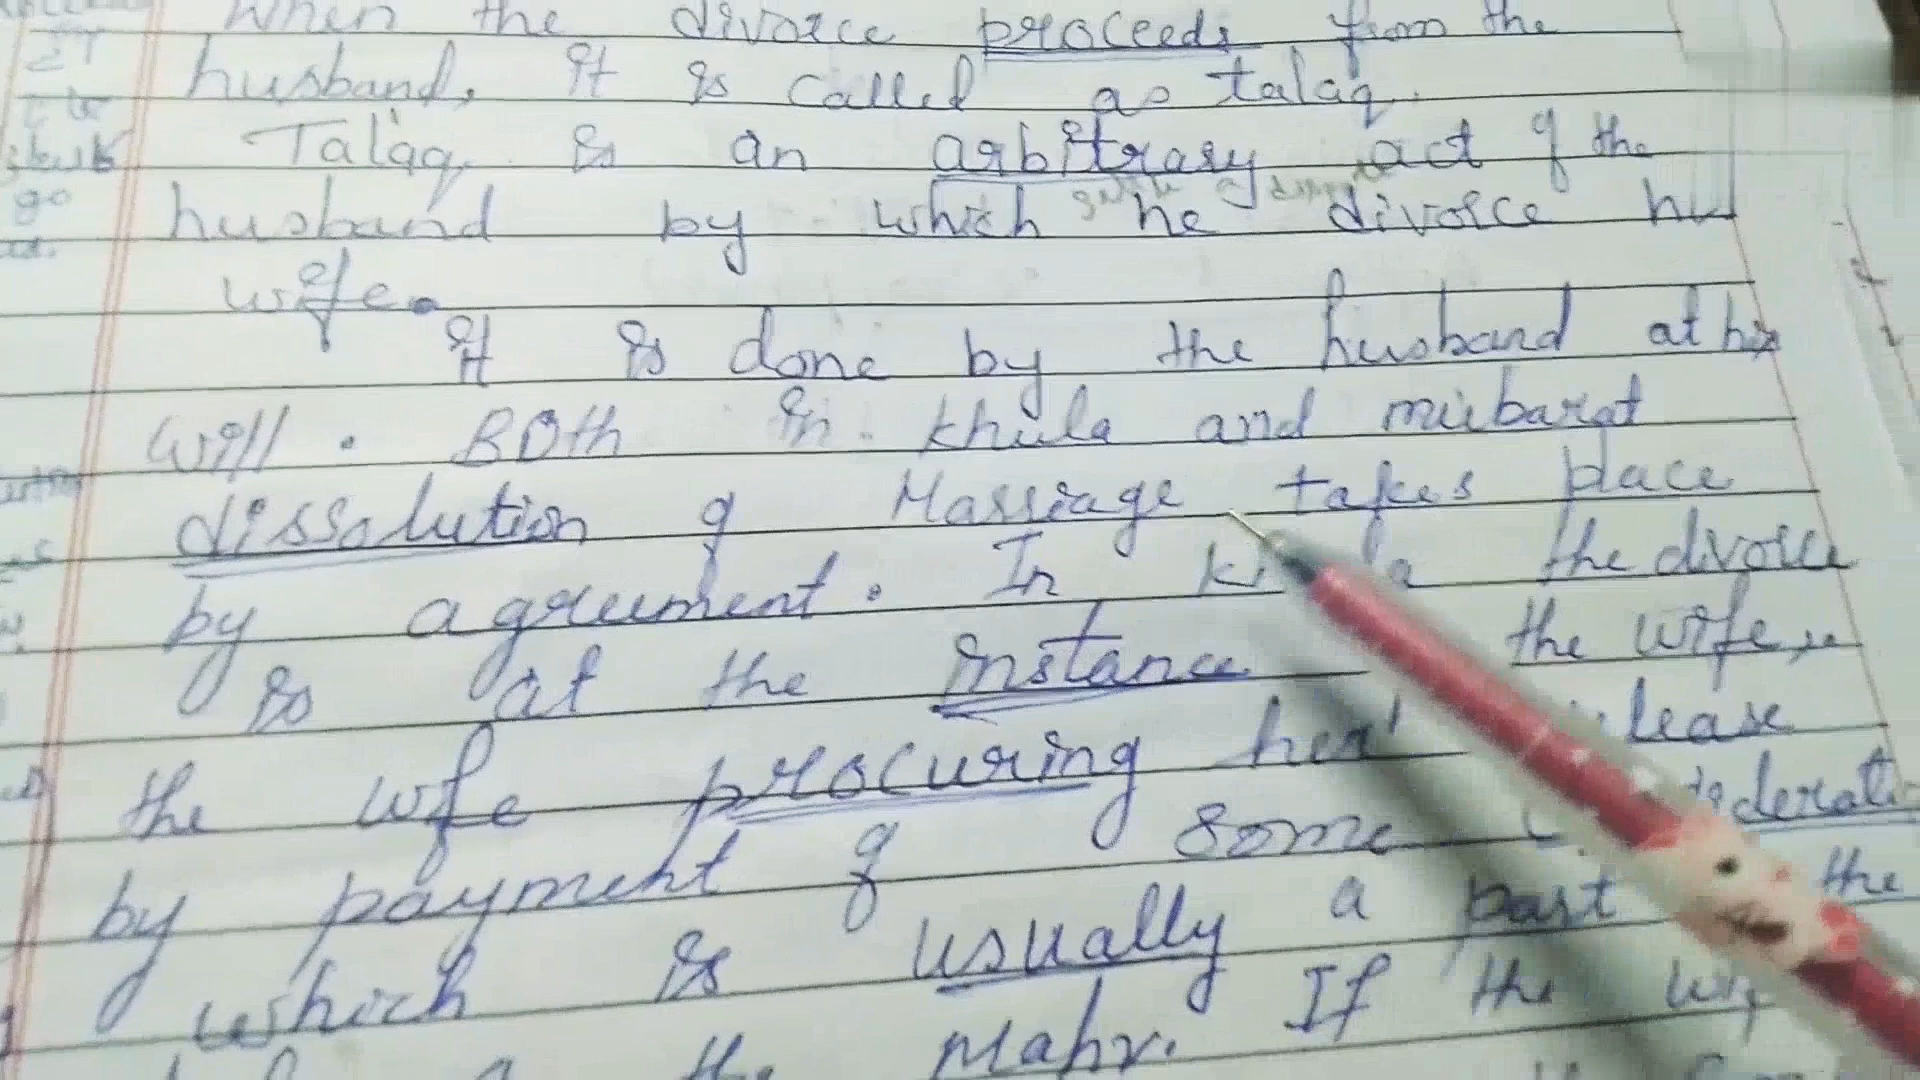 When the divorce proceeds from the
husband, it is called as talaq.
Talaq is an arbitrary act of the
husband by which he divorce his
wife.
It is done by the husband at his
will. Both in khula and mubarat
dissolution of Marriage takes place
by agreement. In the divorce
is at the instance the wife,
the wife procuring her
by payment of some
which is usually a part the
the Mahr. If the